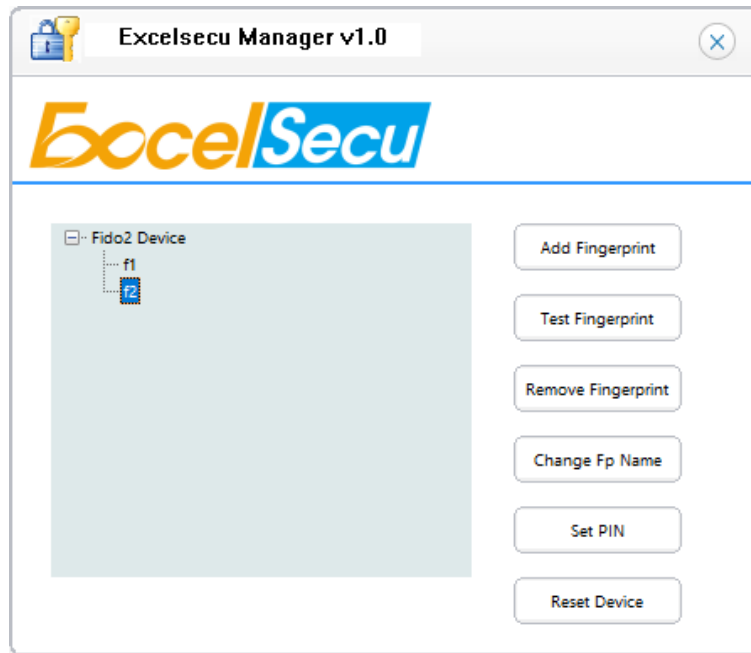 Excelsecu Manager v1.0
ExcelSecu
Fido2 Device
f1
f2
Add Fingerprint
Test Fingerprint
Remove Fingerprint
Change Fp Name
Set PIN
Reset Device